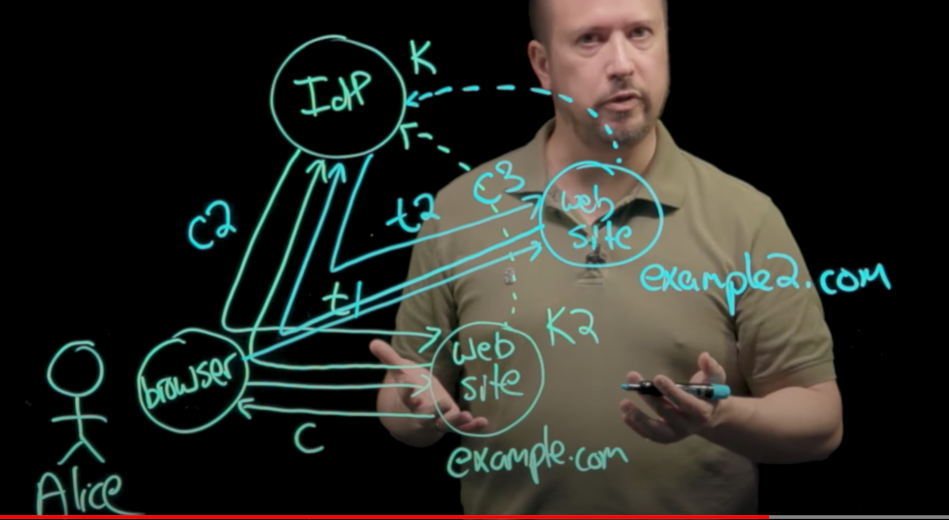 IdP
K
c2
t2
c3
web
site
example2.com
t1
K2
browser
web
site
c
example.com
Alice